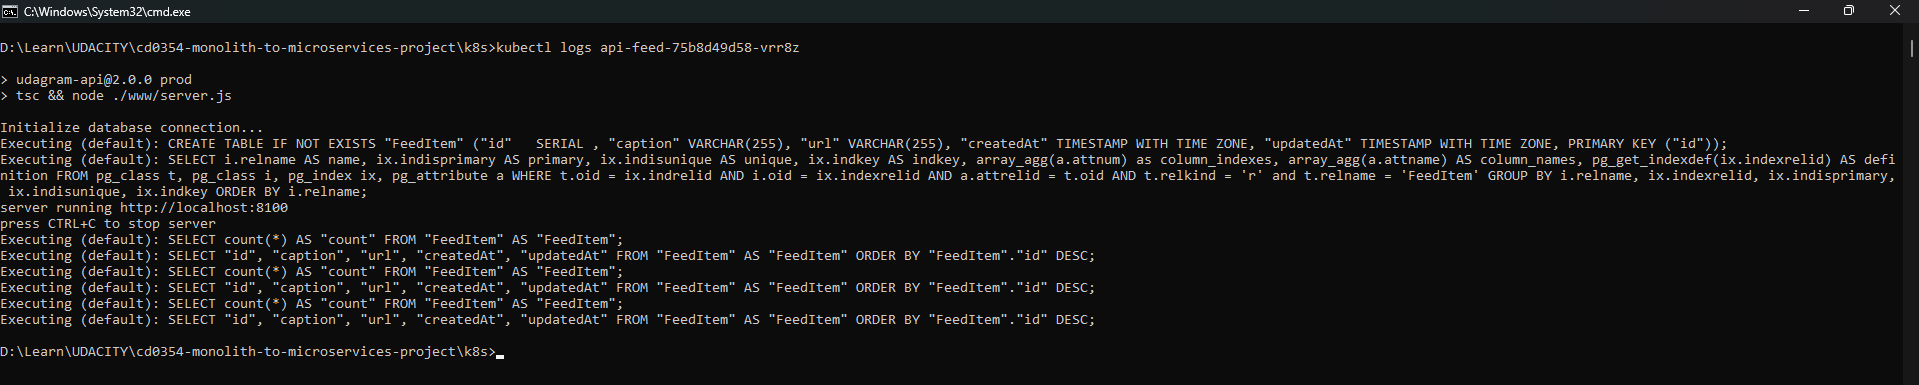 C:\Windows\System32\cmd.exe
D:\Learn\UDACITY\cd0354-monolith-to-microservices-project\k8s>kubectl logs api-feed-75b8d49d58-vrr8z
> udagram-api@2.0.0 prod
> tsc && node ./www/server.js
Initialize database connection...
Executing (default): CREATE TABLE IF NOT EXISTS "FeedItem" ("id"   SERIAL , "caption" VARCHAR(255), "url" VARCHAR(255), "createdAt" TIMESTAMP WITH TIME ZONE, "updatedAt" TIMESTAMP WITH TIME ZONE, PRIMARY KEY ("id"));
Executing (default): SELECT i.relname AS name, ix.indisprimary AS primary, ix.indisunique AS unique, ix.indkey AS indkey, array_agg(a.attnum) as column_indexes, array_agg(a.attname) AS column_names, pg_get_indexdef(ix.indexrelid) AS defi
nition FROM pg_class t, pg_class i, pg_index ix, pg_attribute a WHERE t.oid = ix.indrelid AND i.oid = ix.indexrelid AND a.attrelid = t.oid AND t.relkind = 'r' and t.relname = 'FeedItem' GROUP BY i.relname, ix.indexrelid, ix.indisprimary,
 ix.indisunique, ix.indkey ORDER BY i.relname;
server running http://localhost:8100
press CTRL+C to stop server
Executing (default): SELECT count(*) AS "count" FROM "FeedItem" AS "FeedItem";
Executing (default): SELECT "id", "caption", "url", "createdAt", "updatedAt" FROM "FeedItem" AS "FeedItem" ORDER BY "FeedItem"."id" DESC;
Executing (default): SELECT count(*) AS "count" FROM "FeedItem" AS "FeedItem";
Executing (default): SELECT "id", "caption", "url", "createdAt", "updatedAt" FROM "FeedItem" AS "FeedItem" ORDER BY "FeedItem"."id" DESC;
Executing (default): SELECT count(*) AS "count" FROM "FeedItem" AS "FeedItem";
Executing (default): SELECT "id", "caption", "url", "createdAt", "updatedAt" FROM "FeedItem" AS "FeedItem" ORDER BY "FeedItem"."id" DESC;
D:\Learn\UDACITY\cd0354-monolith-to-microservices-project\k8s>